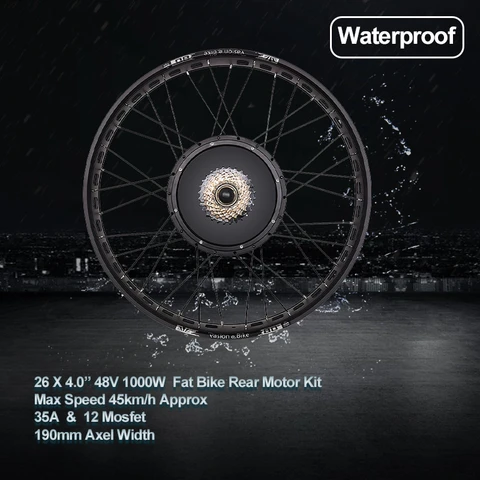 Waterproof
26 X 4.0” 48V 1000W Fat Bike Rear Motor Kit
Max Speed 45km/h Approx
35A & 12 Mosfet
190mm Axel Width